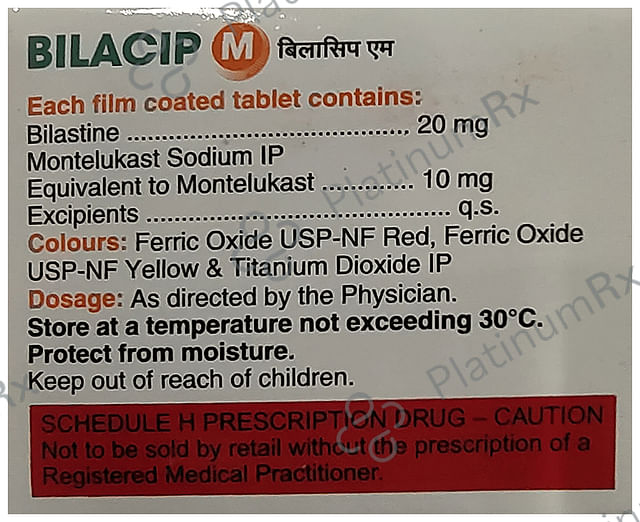 BILACIP M बिलासिप एम
Each film coated tablet contains:
Bilastine ........................................., 20 mg
Montelukast Sodium IP
Equivalent to Montelukast ............. 10 mg
Excipients ............................................ q.s.
Colours: Ferric Oxide USP-NF Red, Ferric Oxide
USP-NF Yellow & Titanium Dioxide IP
Dosage: As directed by the Physician.
Store at a temperature not exceeding 30°C.
Protect from moisture.
Keep out of reach of children.
SCHEDULE H PRESCRIPTION DRUG – CAUTION
Not to be sold by retail without the prescription of a
Registered Medical Practitioner.
PlatinumRx
PlatinumRx
Rx